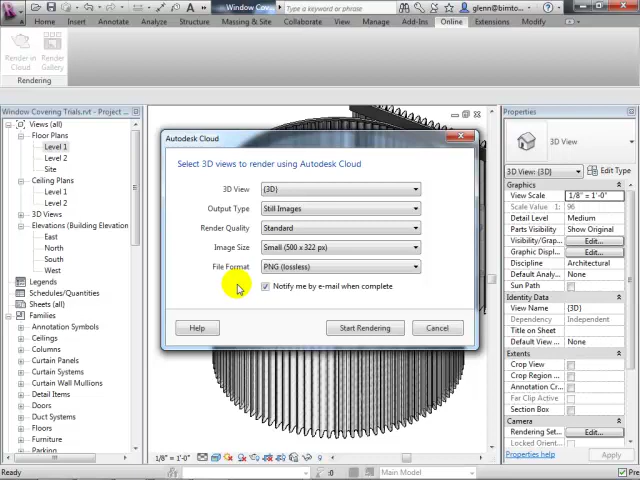 Window Cov...
Type a keyword or phrase
glenn@bimto...
Home Insert Annotate Analyze Structure Massing & Site Collaborate View Manage Add-Ins Online Extensions Modify
Render in Cloud
Render Gallery
Rendering
Window Covering Trials.rvt - Project ...
Views (all)
Floor Plans
Level 1
Level 2
Site
Ceiling Plans
Level 1
Level 2
3D Views
Elevations (Building Elevation
East
North
South
West
Legends
Schedules/Quantities
Sheets (all)
Families
Annotation Symbols
Ceilings
Columns
Curtain Panels
Curtain Systems
Curtain Wall Mullions
Detail Items
Doors
Duct Systems
Floors
Furniture
Parking
Autodesk Cloud
Select 3D views to render using Autodesk Cloud
3D View {3D}
Output Type Still Images
Render Quality Standard
Image Size Small (500 x 322 px)
File Format PNG (lossless)
Notify me by e-mail when complete
Help Start Rendering Cancel
Properties
3D View
3D View: {3D} Edit Type
Graphics
View Scale 1/8" = 1'-0"
Scale Value 1: 96
Detail Level Medium
Parts Visibility Show Original
Visibility/Grap... Edit...
Graphic Displ... Edit...
Discipline Architectural
Default Analy... None
Sun Path
Identity Data
View Name {3D}
Dependency Independent
Title on Sheet
Default View ... None
Extents
Crop View
Crop Region ...
Annotation Cr...
Far Clip Active
Section Box
Camera
Rendering Set... Edit...
Locked Orient...
Properties help Apply
1/8" = 1'-0"
Ready :0 Main Model Pre